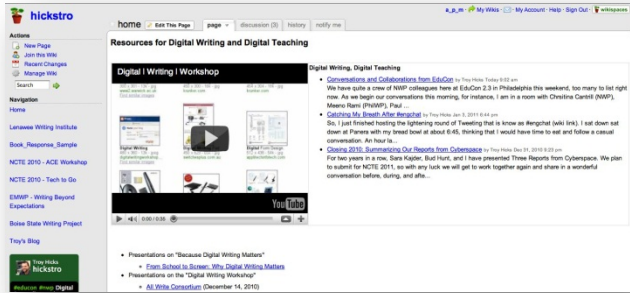 hickstro
a_p_m · My Wikis · My Account · Help · Sign Out · wikispaces
home Edit This Page page discussion (3) history notify me
Actions
New Page
Join this Wiki
Recent Changes
Manage Wiki
Search
Navigation
Home
Lenawee Writing Institute
Book_Response_Sample
NCTE 2010 - ACE Workshop
NCTE 2010 - Tech to Go
EMWP - Writing Beyond
Expectations
Boise State Writing Project
Troy's Blog
Troy Hicks
hickstro
#educon #nwp Digital
Resources for Digital Writing and Digital Teaching
Digital | Writing | Workshop
Digital Writing
YouTube
0:00 / 0:35
Digital Writing, Digital Teaching
Conversations and Collaborations from EduCon by Troy Hicks Today 9:02 am
We have quite a crew of NWP colleagues here at EduCon 2.3 in Philadelphia this weekend, too many to list right
now. As we begin our conversations this morning, for instance, I am in a room with Christina Cantrill (NWP),
Meeno Rami (PhilWP), Paul ...
Catching My Breath After #engchat by Troy Hicks Jan 3, 2011 8:44 pm
So, I just finished hosting the lightening round of Tweeting that is know as #engchat (wiki link). I sat down sat
down at Panera with my bread bowl at about 6:45, thinking that I would have time to eat and follow a casual
conversation. An hour la...
Closing 2010: Summarizing Our Reports from Cyberspace by Troy Hicks Dec 31, 2010 9:25 pm
For two years in a row, Sara Kajder, Bud Hunt, and I have presented Three Reports from Cyberspace. We plan
to submit for NCTE 2011, so with any luck we will get to work together again and share in a wonderful
conversation before, during, and afte...
Presentations on "Because Digital Writing Matters"
From School to Screen: Why Digital Writing Matters
Presentations on the "Digital Writing Workshop"
All Write Consortium (December 14, 2010)